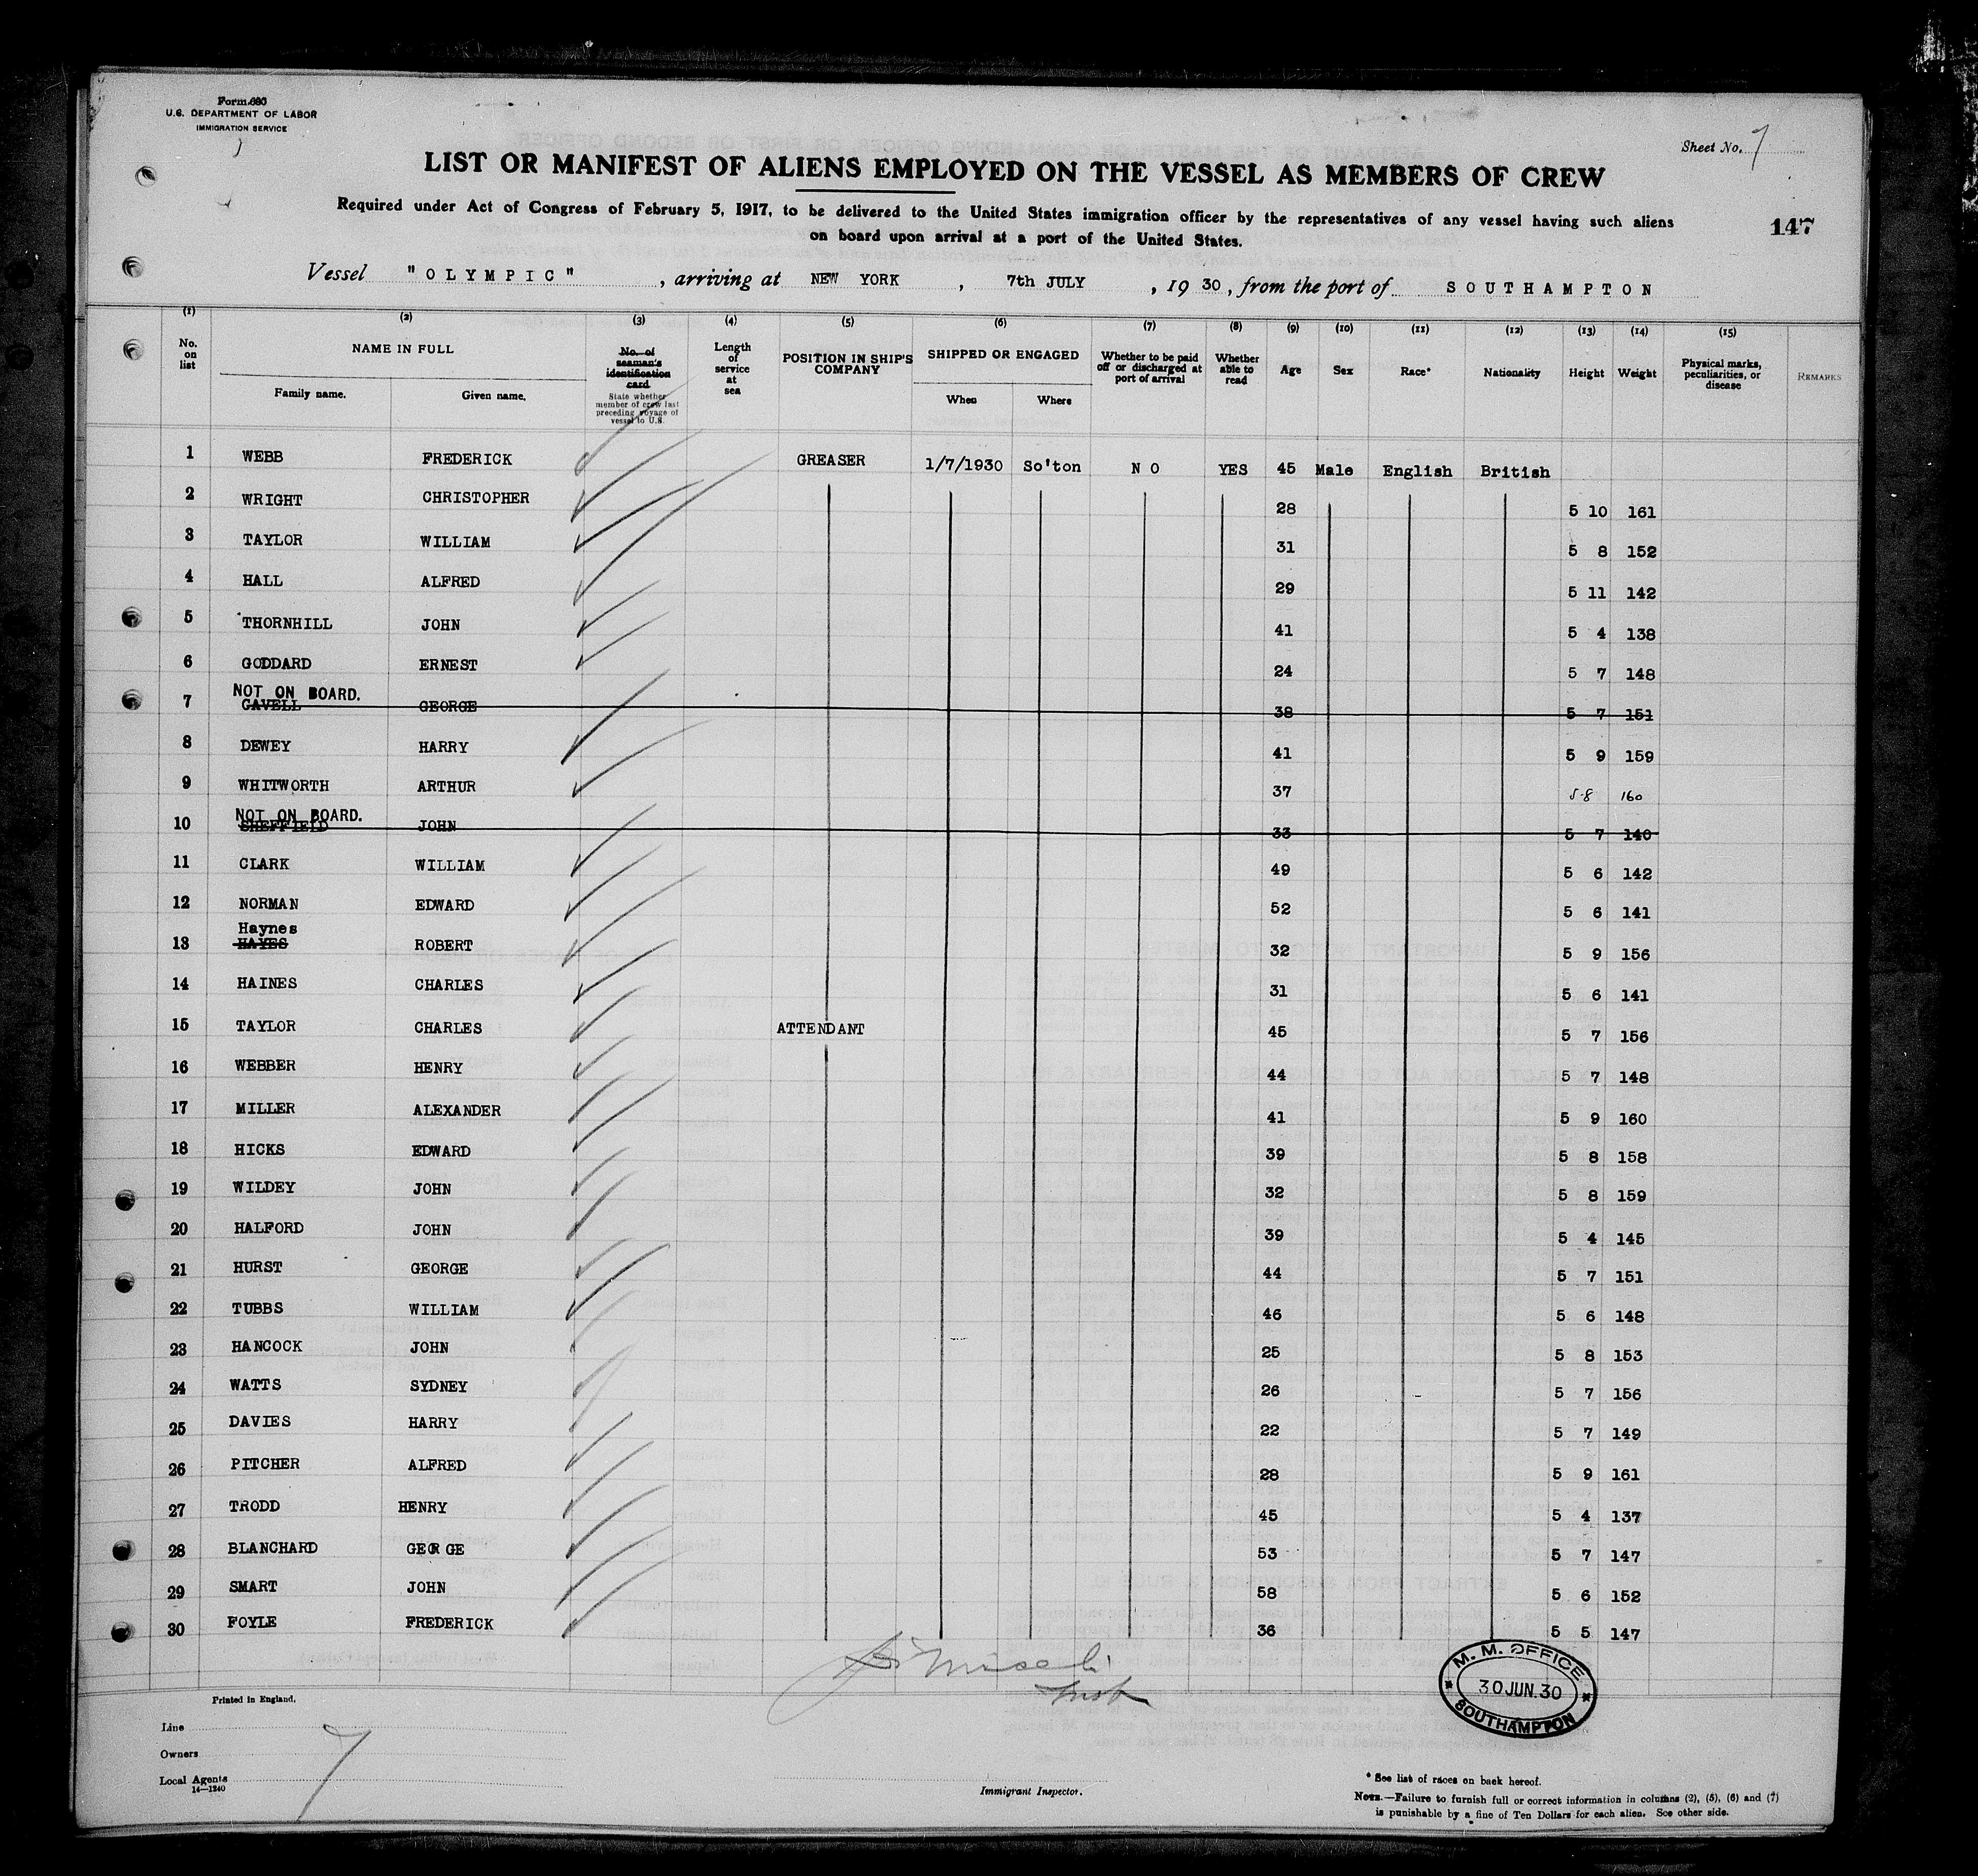 Form 680
U.S. DEPARTMENT OF LABOR
IMMIGRATION SERVICE
Sheet No. 7
LIST OR MANIFEST OF ALIENS EMPLOYED ON THE VESSEL AS MEMBERS OF CREW
Required under Act of Congress of February 5, 1917, to be delivered to the United States immigration officer by the representatives of any vessel having such aliens
on board upon arrival at a port of the United States.
147
Vessel "OLYMPIC", arriving at NEW YORK, 7th JULY, 1930, from the port of SOUTHAMPTON
(1) (2) (3) (4) (5) (6) (7) (8) (9) (10) (11) (12) (13) (14) (15)
No. on list
NAME IN FULL
Family name. Given name.
No. of seaman's identification card
State whether member of crew last preceding voyage of vessel to U.S.
Length of service at sea
POSITION IN SHIP'S COMPANY
SHIPPED OR ENGAGED
When Where
Whether to be paid off or discharged at port of arrival
Whether able to read
Age
Sex
Race*
Nationality
Height
Weight
Physical marks, peculiarities, or disease
REMARKS
1 WEBB FREDERICK GREASER 1/7/1930 So'ton NO YES 45 Male English British
2 WRIGHT CHRISTOPHER 28 5 10 161
3 TAYLOR WILLIAM 31 5 8 152
4 HALL ALFRED 29 5 11 142
5 THORNHILL JOHN 41 5 4 138
6 GODDARD ERNEST 24 5 7 148
NOT ON BOARD.
7 CAVELL GEORGE 38 5 7 151
8 DEWEY HARRY 41 5 9 159
9 WHITWORTH ARTHUR 37 5-8 160
NOT ON BOARD.
10 SHEFFIELD JOHN 33 5 7 140
11 CLARK WILLIAM 49 5 6 142
12 NORMAN EDWARD 52 5 6 141
Haynes
13 HAYES ROBERT 32 5 9 156
14 HAINES CHARLES 31 5 6 141
15 TAYLOR CHARLES ATTENDANT 45 5 7 156
16 WEBBER HENRY 44 5 7 148
17 MILLER ALEXANDER 41 5 9 160
18 HICKS EDWARD 39 5 8 158
19 WILDEY JOHN 32 5 8 159
20 HALFORD JOHN 39 5 4 145
21 HURST GEORGE 44 5 7 151
22 TUBBS WILLIAM 46 5 6 148
23 HANCOCK JOHN 25 5 8 153
24 WATTS SYDNEY 26 5 7 156
25 DAVIES HARRY 22 5 7 149
26 PITCHER ALFRED 28 5 9 161
27 TRODD HENRY 45 5 4 137
28 BLANCHARD GEORGE 53 5 7 147
29 SMART JOHN 58 5 6 152
30 FOYLE FREDERICK 36 5 5 147
M. M. OFFICE
30 JUN. 30
SOUTHAMPTON
Printed in England.
Line
Owners
Local Agents
14—1240
7
Immigrant Inspector.
* See list of races on back hereof.
NOTE.—Failure to furnish full or correct information in columns (2), (5), (6) and (7)
is punishable by a fine of Ten Dollars for each alien. See other side.